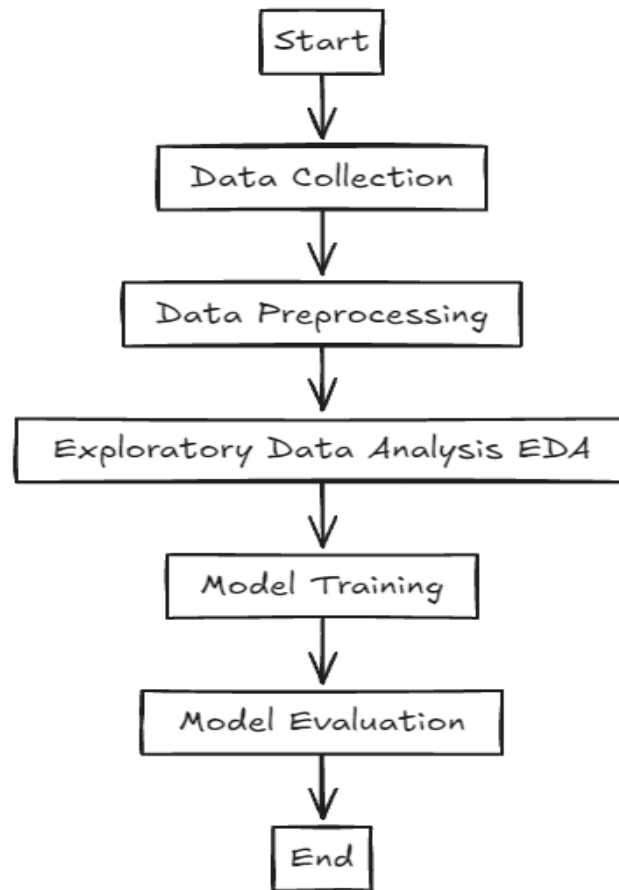 Start
Data Collection
Data Preprocessing
Exploratory Data Analysis EDA
Model Training
Model Evaluation
End